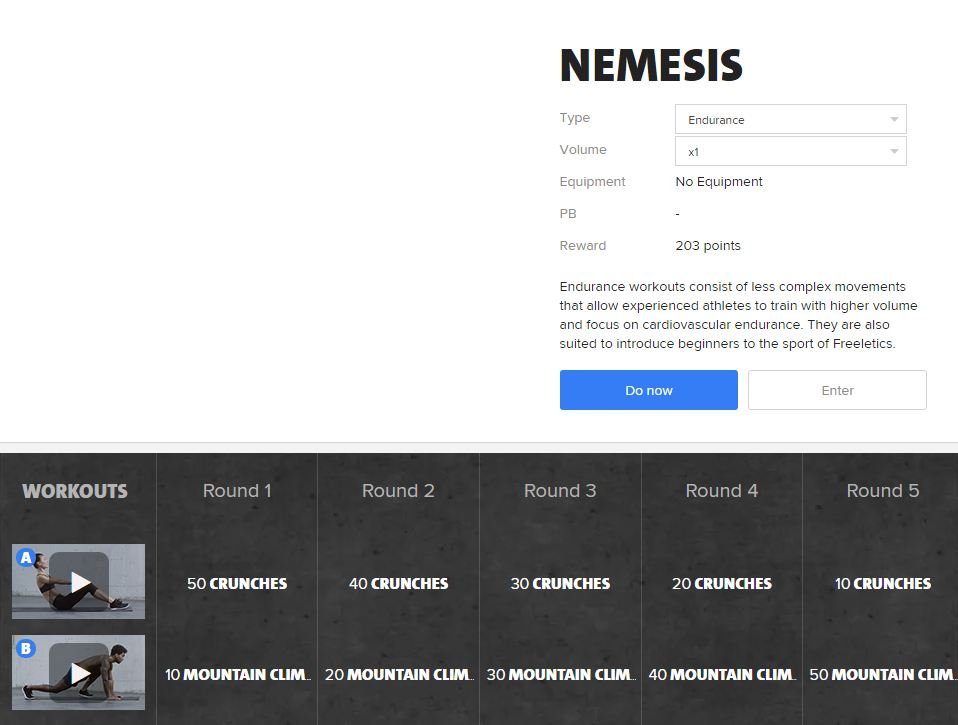 NEMESIS
Type Endurance
Volume x1
Equipment No Equipment
PB -
Reward 203 points
Endurance workouts consist of less complex movements
that allow experienced athletes to train with higher volume
and focus on cardiovascular endurance. They are also
suited to introduce beginners to the sport of Freeletics.
Do now Enter
WORKOUTS Round 1 Round 2 Round 3 Round 4 Round 5
A 50 CRUNCHES 40 CRUNCHES 30 CRUNCHES 20 CRUNCHES 10 CRUNCHES
B 10 MOUNTAIN CLIM... 20 MOUNTAIN CLIM... 30 MOUNTAIN CLIM... 40 MOUNTAIN CLIM... 50 MOUNTAIN CLIM...